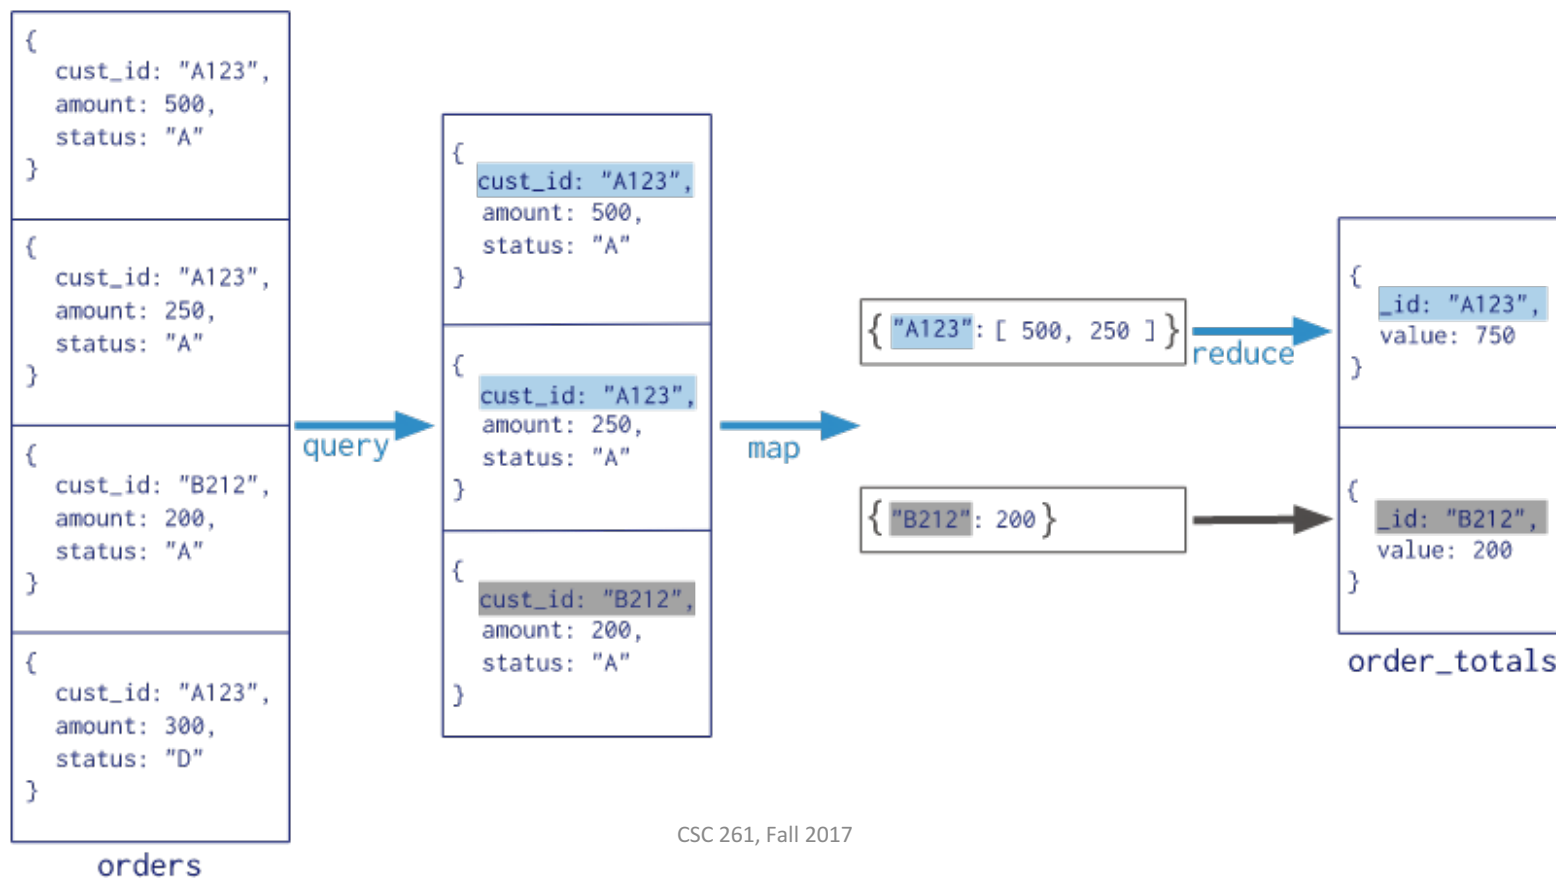 {
cust_id: "A123",
amount: 500,
status: "A"
}
{
cust_id: "A123",
amount: 250,
status: "A"
}
{
cust_id: "B212",
amount: 200,
status: "A"
}
{
cust_id: "A123",
amount: 300,
status: "D"
}
orders
query
{
cust_id: "A123",
amount: 500,
status: "A"
}
{
cust_id: "A123",
amount: 250,
status: "A"
}
{
cust_id: "B212",
amount: 200,
status: "A"
}
map
{ "A123": [ 500, 250 ] }
reduce
{ "B212": 200 }
{
_id: "A123",
value: 750
}
{
_id: "B212",
value: 200
}
order_totals
CSC 261, Fall 2017